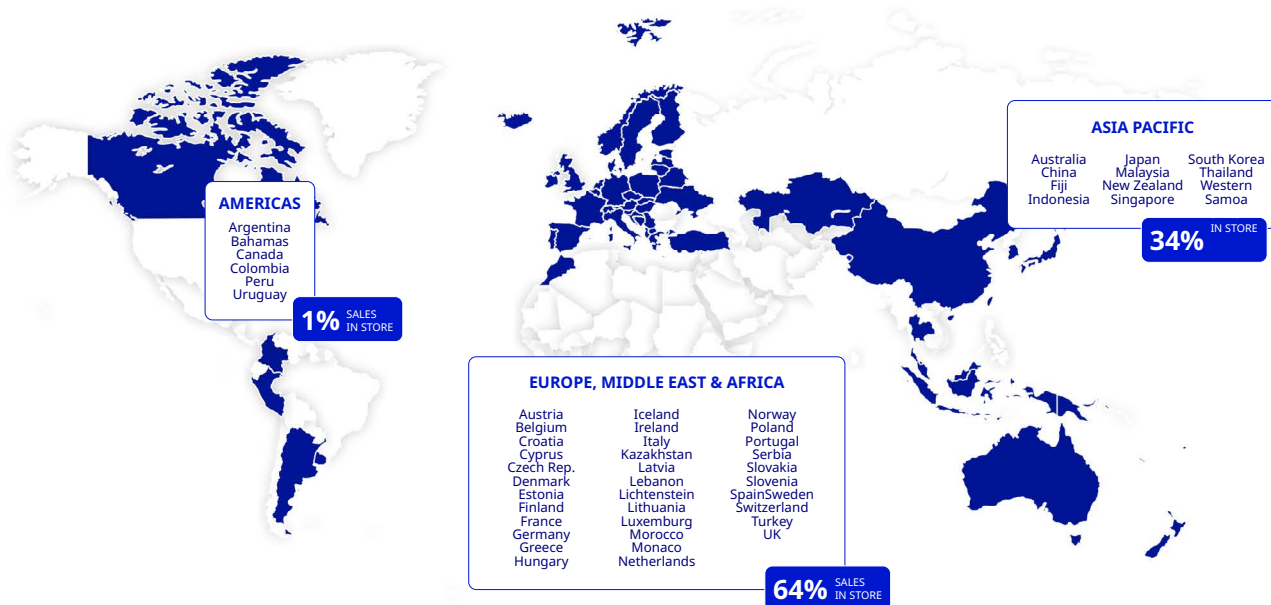 AMERICAS
Argentina
Bahamas
Canada
Colombia
Peru
Uruguay
1% SALES
IN STORE
EUROPE, MIDDLE EAST & AFRICA
Austria
Belgium
Croatia
Cyprus
Czech Rep.
Denmark
Estonia
Finland
France
Germany
Greece
Hungary
Iceland
Ireland
Italy
Kazakhstan
Latvia
Lebanon
Lichtenstein
Lithuania
Luxemburg
Morocco
Monaco
Netherlands
Norway
Poland
Portugal
Serbia
Slovakia
Slovenia
SpainSweden
Switzerland
Turkey
UK
64% SALES
IN STORE
ASIA PACIFIC
Australia
China
Fiji
Indonesia
Japan
Malaysia
New Zealand
Singapore
South Korea
Thailand
Western
Samoa
34% IN STORE